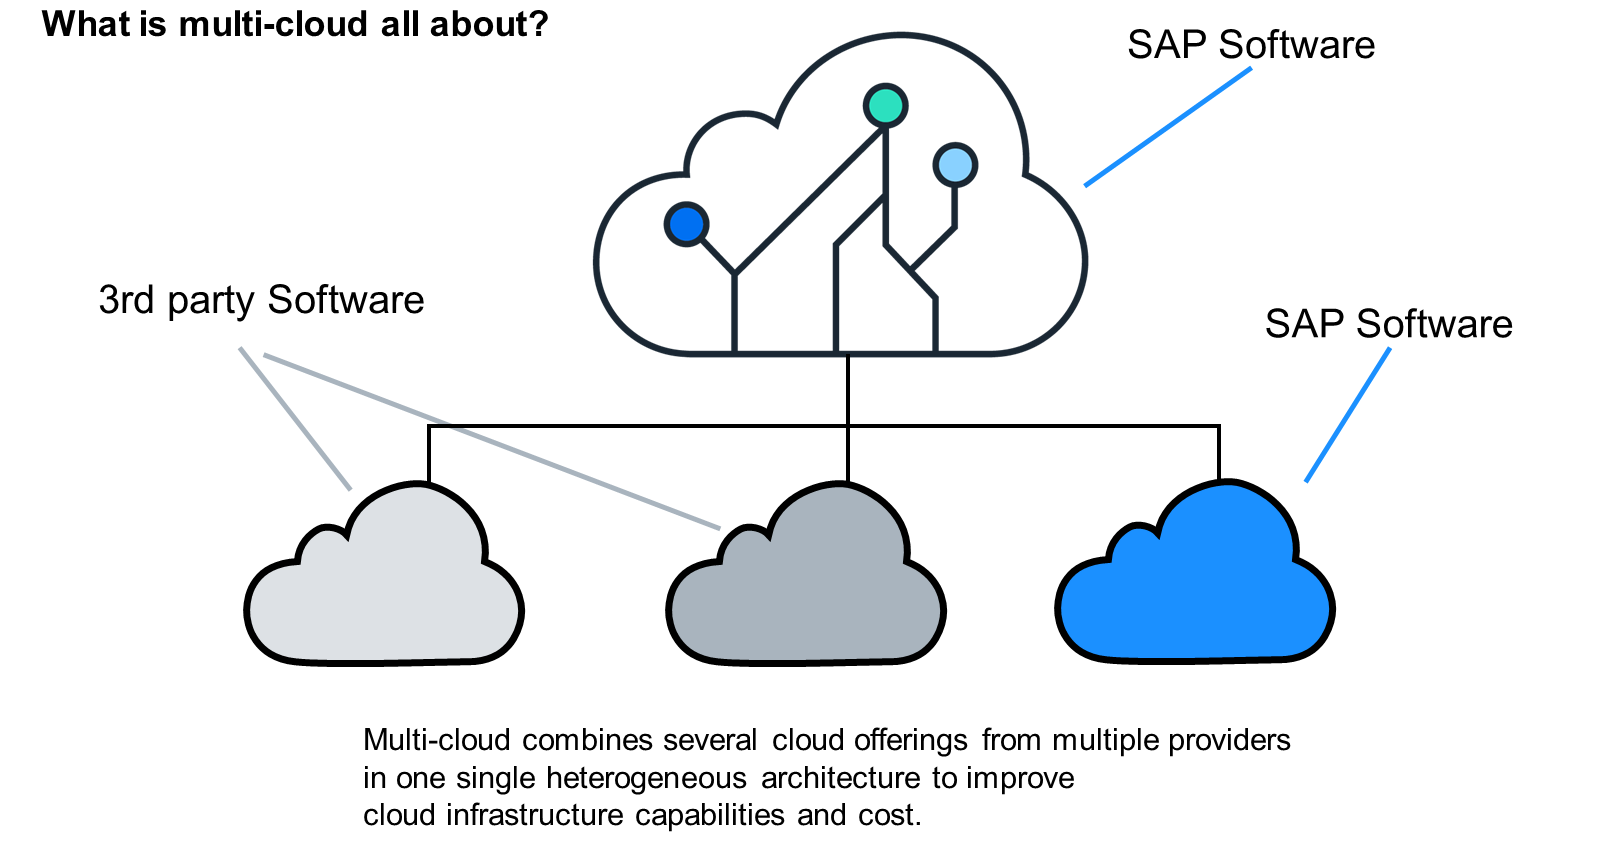 What is multi-cloud all about?
SAP Software
3rd party Software
SAP Software
Multi-cloud combines several cloud offerings from multiple providers
in one single heterogeneous architecture to improve
cloud infrastructure capabilities and cost.